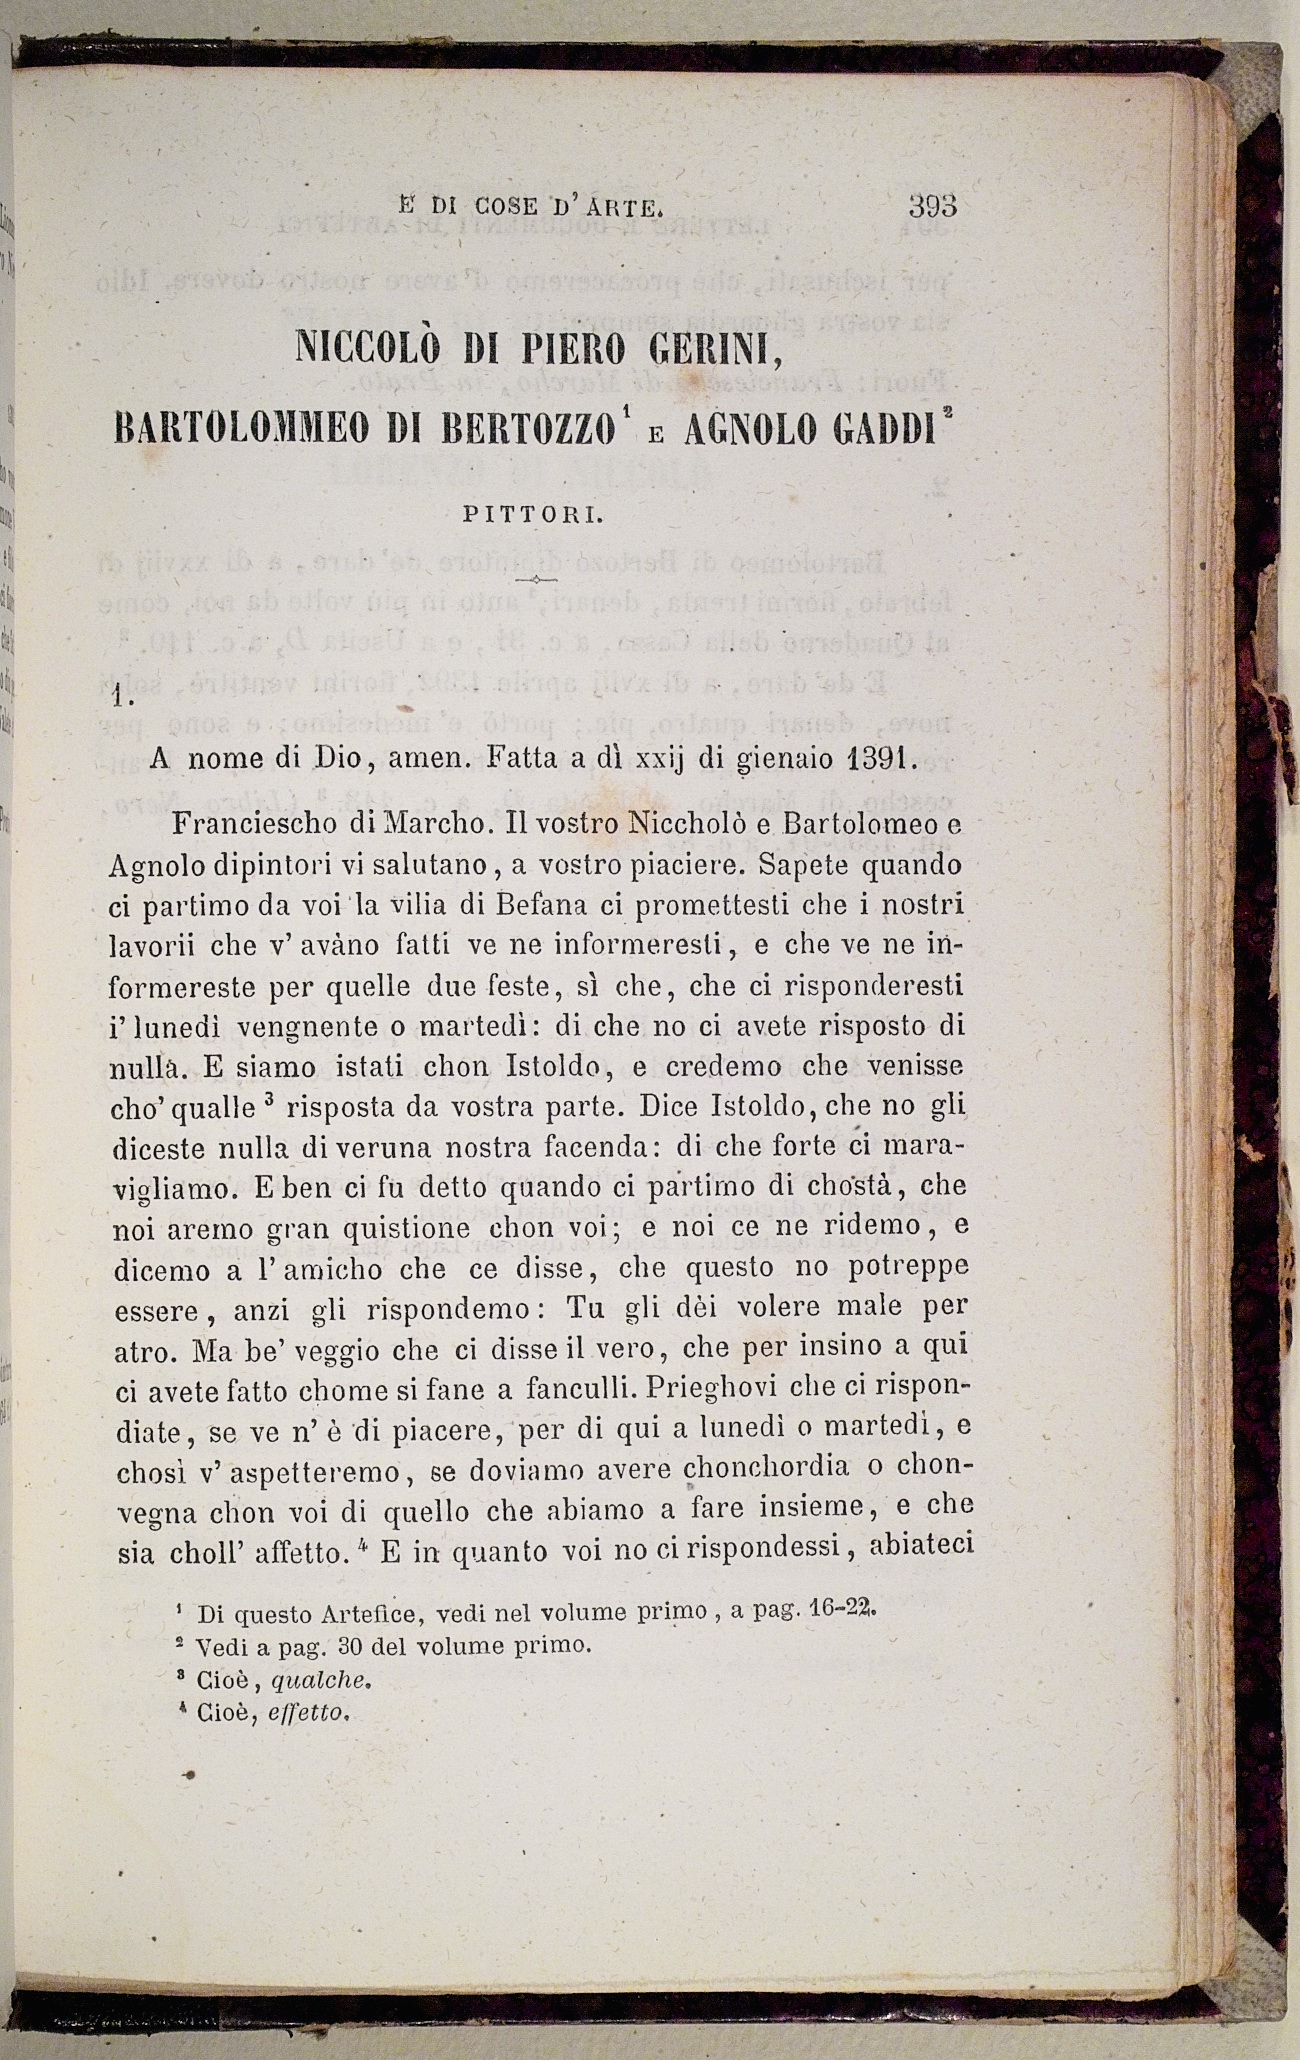 E DI COSE D'ARTE. 393
NICCOLÒ DI PIERO GERINI,
BARTOLOMMEO DI BERTOZZO¹ E AGNOLO GADDI²
PITTORI.
1.
A nome di Dio, amen. Fatta a dì xxij di gienaio 1391.
Franciescho di Marcho. Il vostro Niccholò e Bartolomeo e
Agnolo dipintori vi salutano, a vostro piaciere. Sapete quando
ci partimo da voi la vilia di Befana ci promettesti che i nostri
lavorii che v'avàno fatti ve ne informeresti, e che ve ne in-
formereste per quelle due feste, sì che, che ci risponderesti
i' lunedì vengnente o martedì: di che no ci avete risposto di
nulla. E siamo istati chon Istoldo, e credemo che venisse
cho' qualle³ risposta da vostra parte. Dice Istoldo, che no gli
diceste nulla di veruna nostra facenda: di che forte ci mara-
vigliamo. E ben ci fu detto quando ci partimo di chostà, che
noi aremo gran quistione chon voi; e noi ce ne ridemo, e
dicemo a l'amicho che ce disse, che questo no potreppe
essere, anzi gli rispondemo: Tu gli dèi volere male per
atro. Ma be' veggio che ci disse il vero, che per insino a qui
ci avete fatto chome si fane a fanculli. Prieghovi che ci rispon-
diate, se ve n'è di piacere, per di qui a lunedì o martedì, e
chosì v'aspetteremo, se doviamo avere chonchordia o chon-
vegna chon voi di quello che abiamo a fare insieme, e che
sia choll' affetto.⁴ E in quanto voi no ci rispondessi, abiateci
¹ Di questo Artefice, vedi nel volume primo, a pag. 16-22.
² Vedi a pag. 30 del volume primo.
³ Cioè, qualche.
⁴ Cioè, effetto.